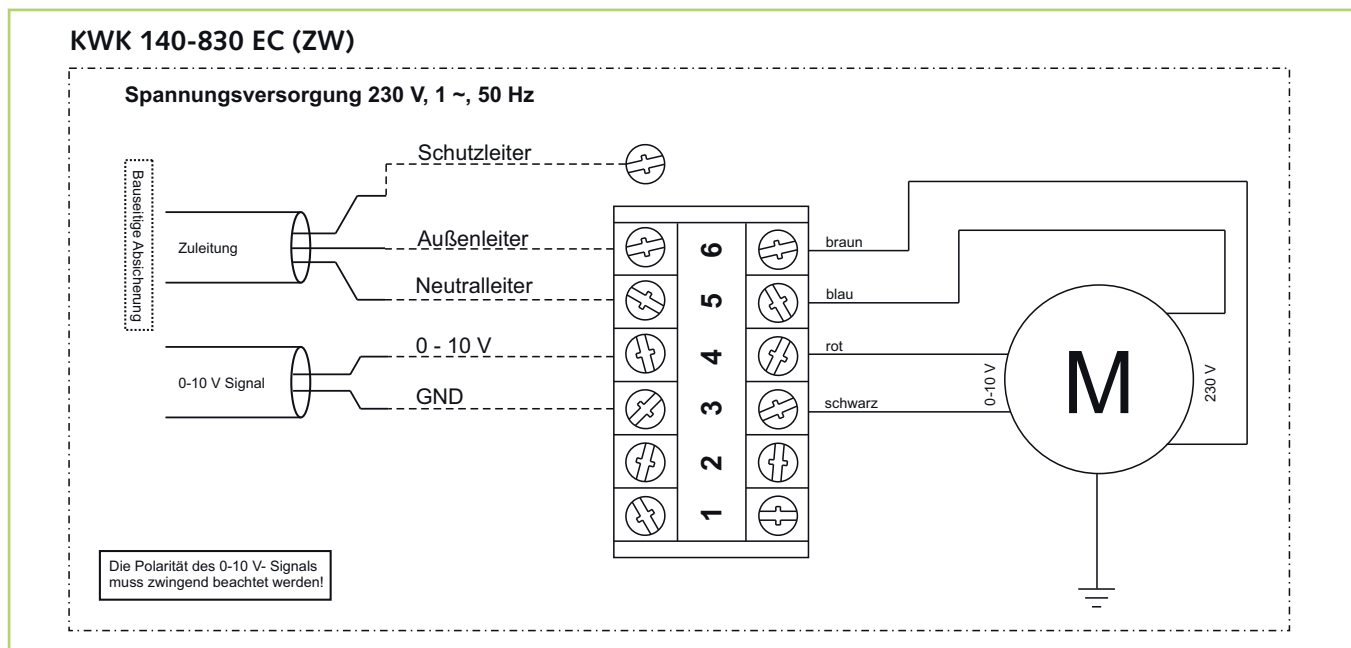 KWK 140-830 EC (ZW)
Spannungsversorgung 230 V, 1 ~, 50 Hz
Bauseitige Absicherung
Schutzleiter
Zuleitung
Außenleiter
Neutralleiter
0-10 V Signal
0 - 10 V
GND
6
5
4
3
2
1
braun
blau
rot
schwarz
0-10 V
M
230 V
Die Polarität des 0-10 V- Signals
muss zwingend beachtet werden!